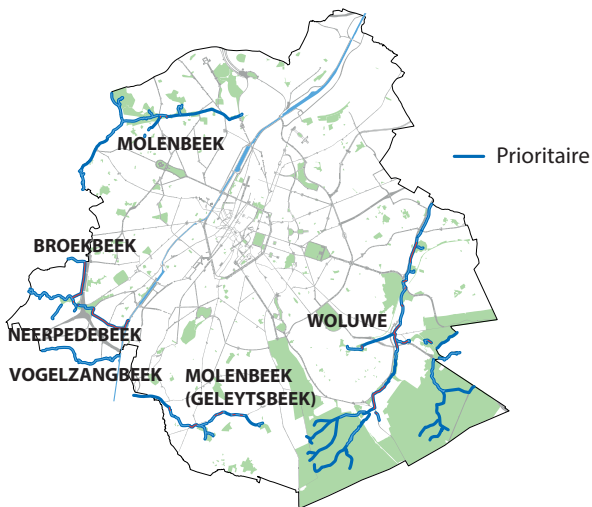 MOLENBEEK
Prioritaire
BROEKBEEK
WOLUWE
NEERPEDEBEEK
VOGELZANGBEEK
MOLENBEEK
(GELEYTSBEEK)